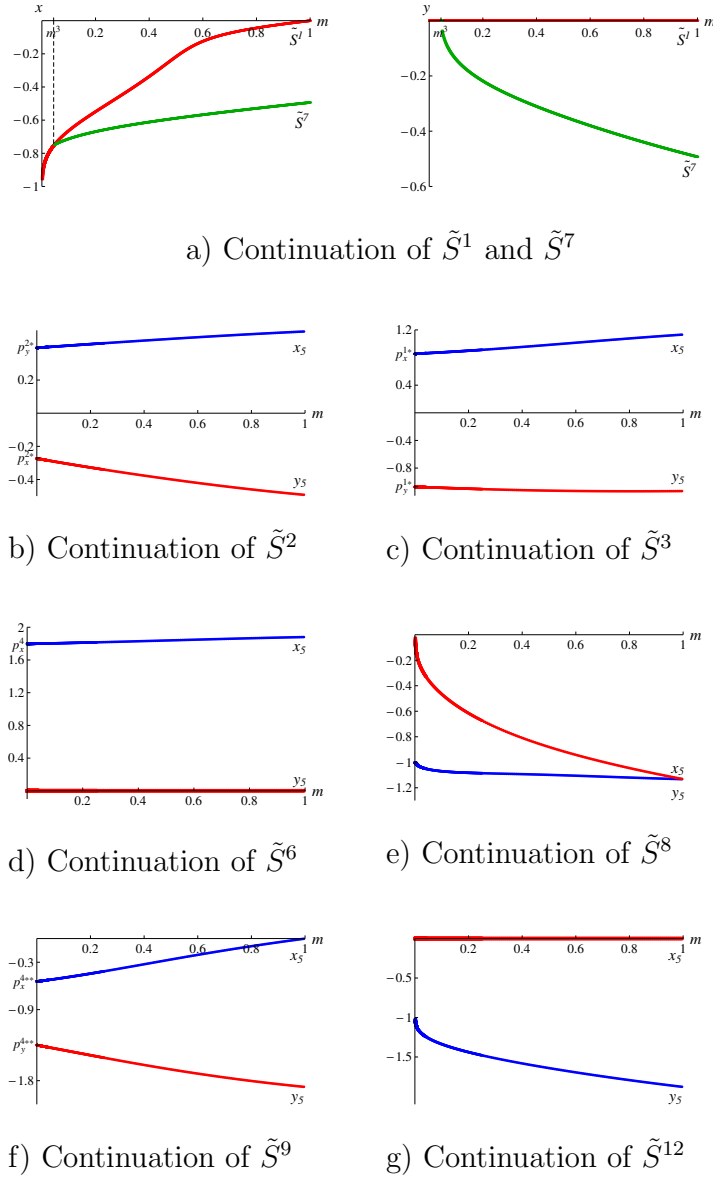 x
m³ 0.2 0.4 0.6 0.8 1 m
S̃¹
−0.2
−0.4
−0.6
S̃⁷
−0.8
−1
y
m³ 0.2 0.4 0.6 0.8 1 m
S̃¹
−0.2
−0.4
S̃⁷
−0.6
a) Continuation of S̃¹ and S̃⁷
p_y^{2*}
x₅
0.2
0.2 0.4 0.6 0.8 1 m
−0.2
p_x^{2*}
−0.4
y₅
b) Continuation of S̃²
1.2
p_x^{1*}
x₅
0.4
0.2 0.4 0.6 0.8 1 m
−0.4
−0.8
p_y^{1*}
y₅
c) Continuation of S̃³
2
p_x^4
x₅
1.6
1.2
0.8
0.4
y₅
0.2 0.4 0.6 0.8 1 m
d) Continuation of S̃⁶
0.2 0.4 0.6 0.8 1 m
−0.2
−0.4
−0.6
−0.8
−1
x₅
−1.2
y₅
e) Continuation of S̃⁸
0.2 0.4 0.6 0.8 1 m
x₅
−0.3
p_x^{4**}
−0.9
p_y^{4**}
−1.8
y₅
f) Continuation of S̃⁹
0.2 0.4 0.6 0.8 1 m
x₅
−0.5
−1
−1.5
y₅
g) Continuation of S̃¹²